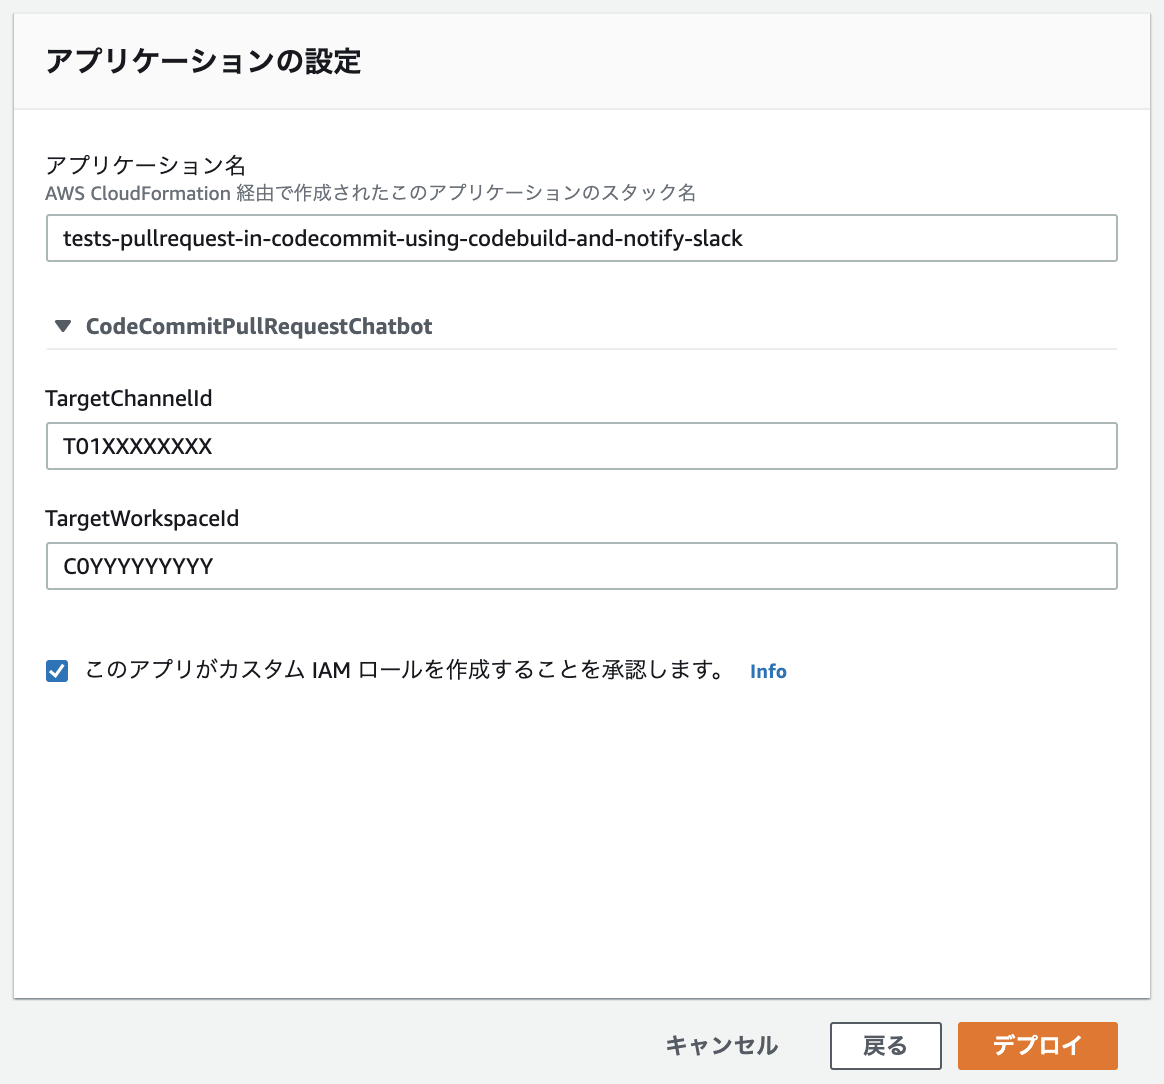 アプリケーションの設定
アプリケーション名
AWS CloudFormation 経由で作成されたこのアプリケーションのスタック名
tests-pullrequest-in-codecommit-using-codebuild-and-notify-slack
CodeCommitPullRequestChatbot
TargetChannelId
T01XXXXXXXX
TargetWorkspaceId
C0YYYYYYYYY
このアプリがカスタム IAM ロールを作成することを承認します。 Info
キャンセル 戻る デプロイ